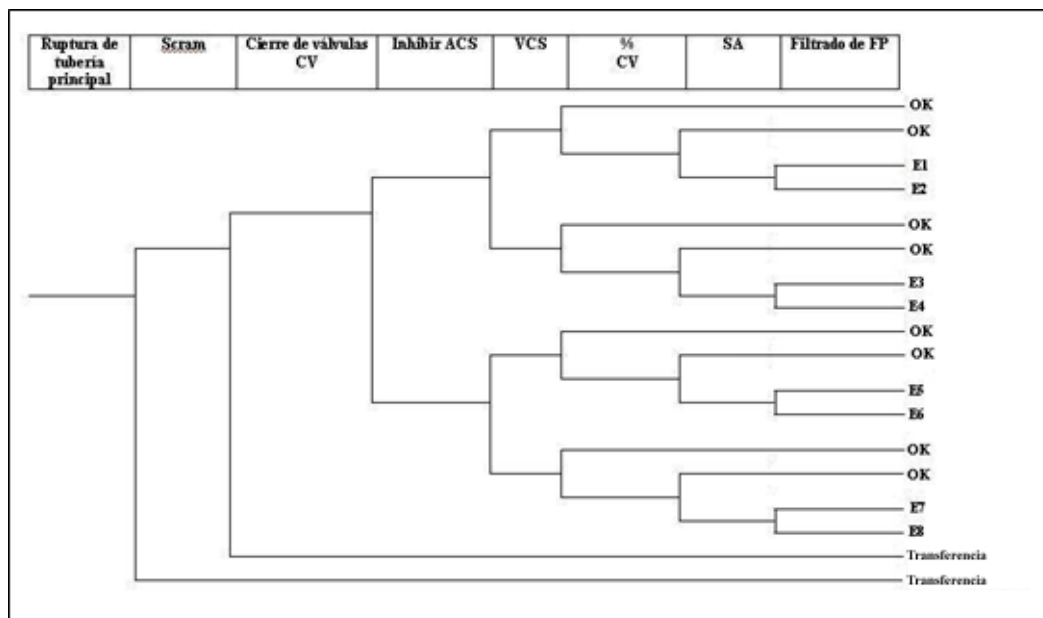 Ruptura de tubería principal
Scram
Cierre de válvulas CV
Inhibir ACS
VCS
% CV
SA
Filtrado de FP
OK
OK
E1
E2
OK
OK
E3
E4
OK
OK
E5
E6
OK
OK
E7
E8
Transferencia
Transferencia